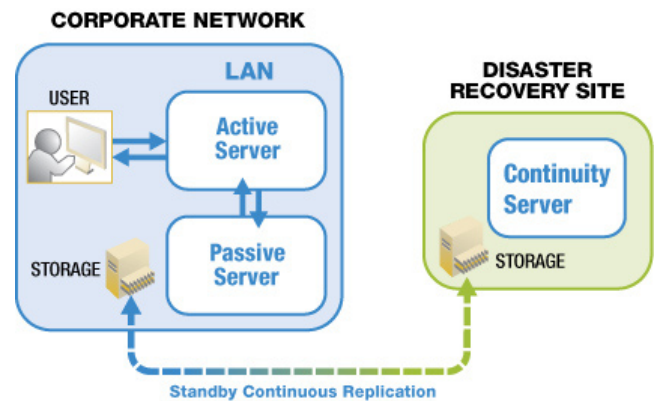 CORPORATE NETWORK
LAN
USER
Active
Server
Passive
Server
STORAGE
DISASTER
RECOVERY SITE
Continuity
Server
STORAGE
Standby Continuous Replication